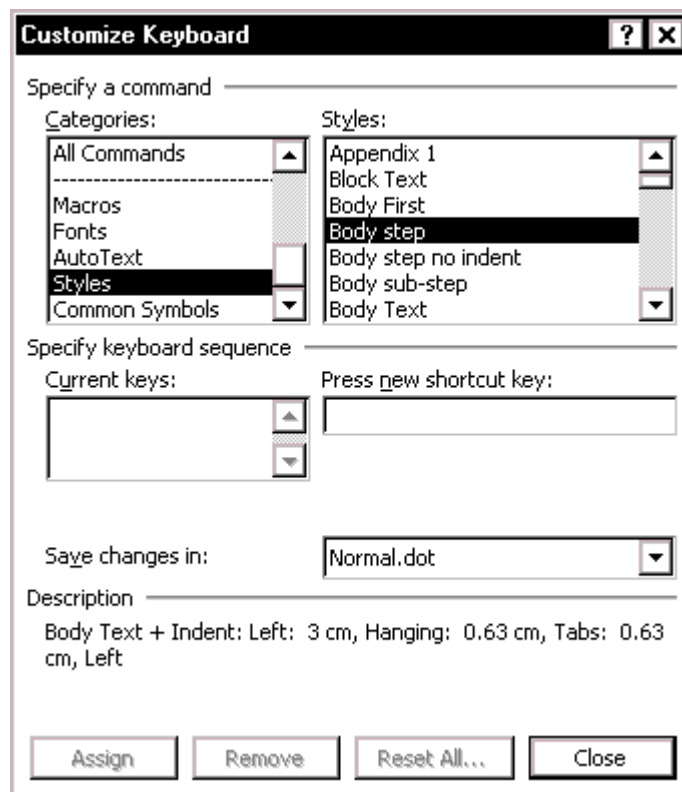 Customize Keyboard
Specify a command
Categories:
All Commands
Macros
Fonts
AutoText
Styles
Common Symbols
Styles:
Appendix 1
Block Text
Body First
Body step
Body step no indent
Body sub-step
Body Text
Specify keyboard sequence
Current keys:
Press new shortcut key:
Save changes in:
Normal.dot
Description
Body Text + Indent: Left:  3 cm, Hanging:  0.63 cm, Tabs:  0.63
cm, Left
Assign
Remove
Reset All...
Close